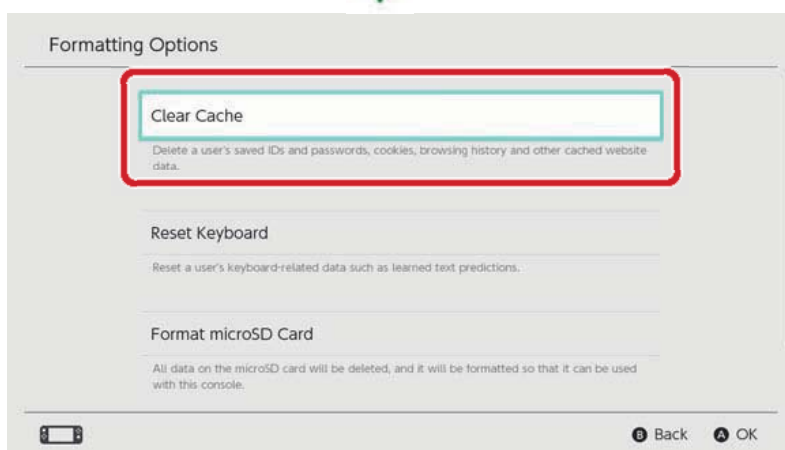 Formatting Options
Clear Cache
Delete a user's saved IDs and passwords, cookies, browsing history and other cached website
data.
Reset Keyboard
Reset a user's keyboard-related data such as learned text predictions.
Format microSD Card
All data on the microSD card will be deleted, and it will be formatted so that it can be used
with this console.
B Back A OK